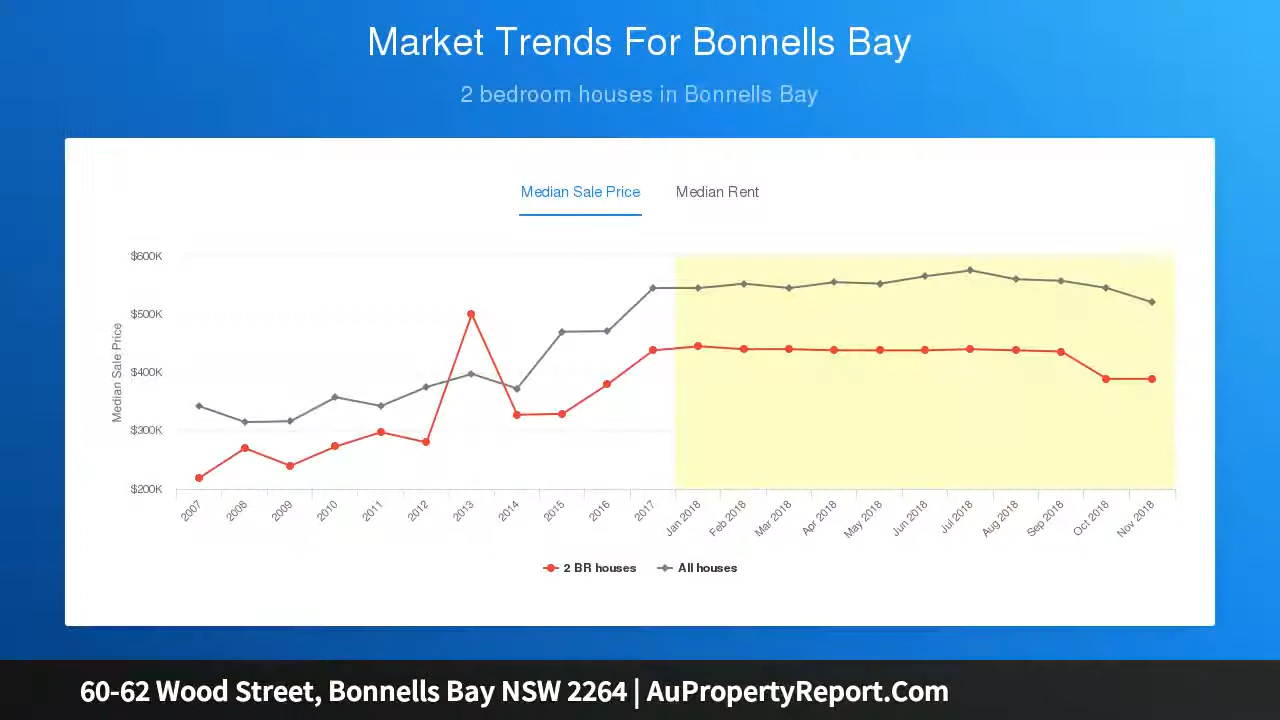 Market Trends For Bonnells Bay
2 bedroom houses in Bonnells Bay
Median Sale Price Median Rent
$600K
$500K
$400K
$300K
$200K
Median Sale Price
2007 2008 2009 2010 2011 2012 2013 2014 2015 2016 2017 Jan 2018 Feb 2018 Mar 2018 Apr 2018 May 2018 Jun 2018 Jul 2018 Aug 2018 Sep 2018 Oct 2018 Nov 2018
2 BR houses All houses
60-62 Wood Street, Bonnells Bay NSW 2264 | AuPropertyReport.Com